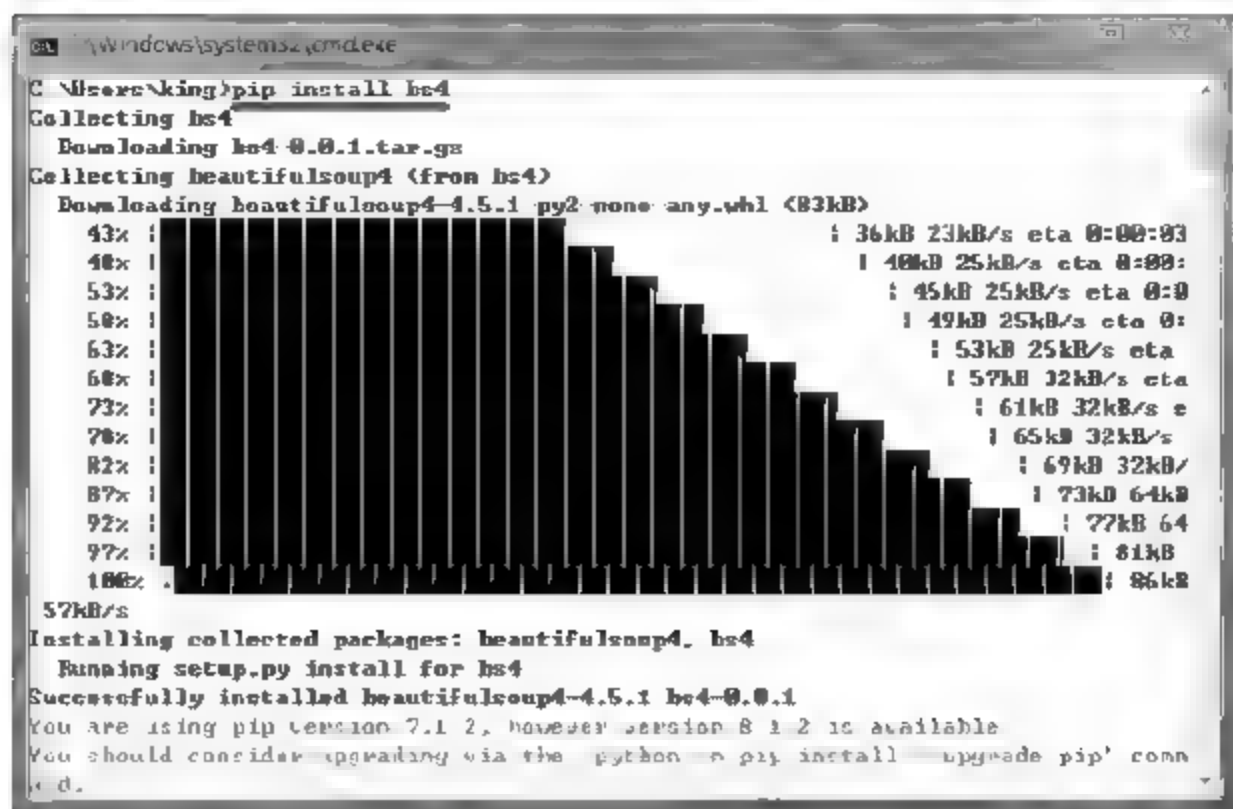 \Windows\system32\cmd.exe
C \Users\king>pip install bs4
Collecting bs4
Downloading bs4-0.0.1.tar.gz
Collecting beautifulsoup4 (from bs4)
Downloading beautifulsoup4-4.5.1-py2-none-any.whl (83kB)
43% | 36kB 23kB/s eta 0:00:03
48% | 40kB 25kB/s eta 0:00:
53% | 45kB 25kB/s eta 0:0
58% | 49kB 25kB/s eta 0:
63% | 53kB 25kB/s eta
68% | 57kB 32kB/s eta
73% | 61kB 32kB/s e
78% | 65kB 32kB/s
82% | 69kB 32kB/
87% | 73kB 64kB
92% | 77kB 64
97% | 81kB
100% | 86kB
57kB/s
Installing collected packages: beautifulsoup4, bs4
Running setup.py install for bs4
Successfully installed beautifulsoup4-4.5.1 bs4-0.0.1
You are using pip version 7.1.2, however version 8.1.2 is available
You should consider upgrading via the 'python -m pip install --upgrade pip' comm
d.